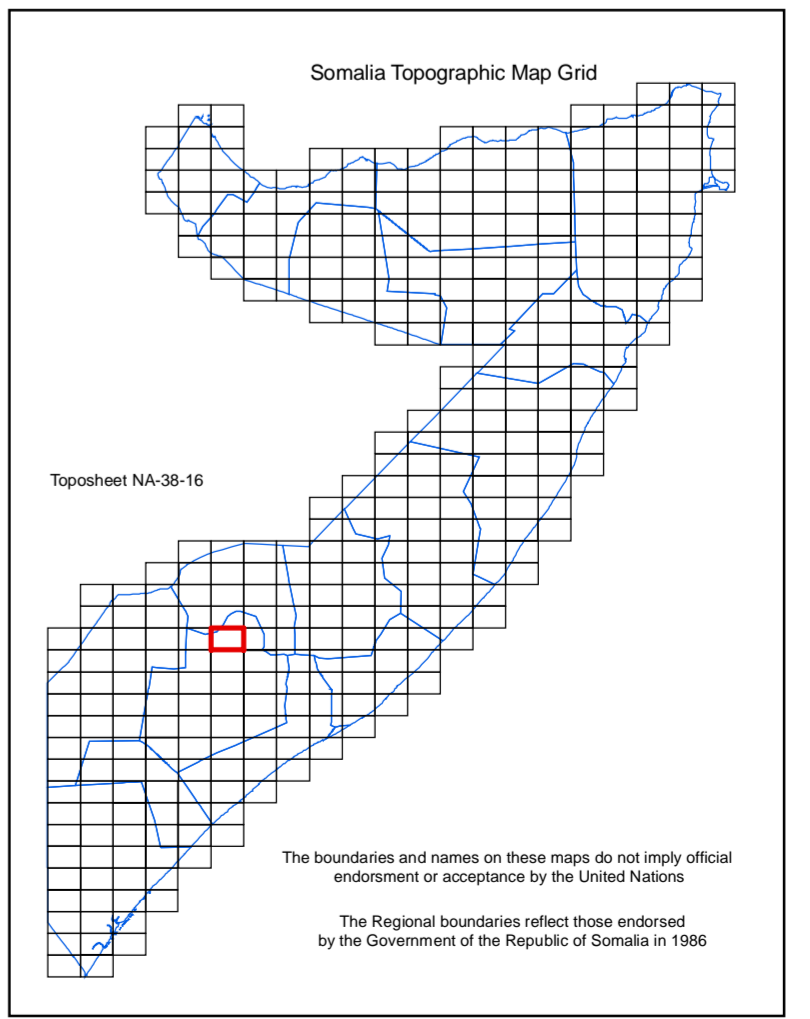 Somalia Topographic Map Grid
Toposheet NA-38-16
The boundaries and names on these maps do not imply official
endorsment or acceptance by the United Nations
The Regional boundaries reflect those endorsed
by the Government of the Republic of Somalia in 1986